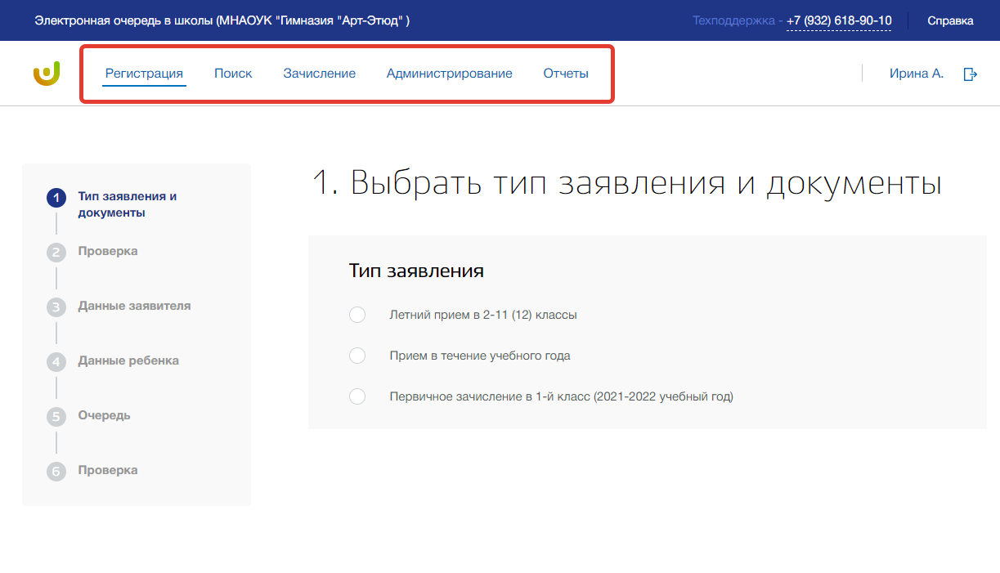 Электронная очередь в школы (МНАОУК "Гимназия "Арт-Этюд" )
Техподдержка - +7 (932) 618-90-10
Справка
Регистрация Поиск Зачисление Администрирование Отчеты
Ирина А.
1 Тип заявления и
документы
2 Проверка
3 Данные заявителя
4 Данные ребенка
5 Очередь
6 Проверка
1. Выбрать тип заявления и документы
Тип заявления
Летний прием в 2-11 (12) классы
Прием в течение учебного года
Первичное зачисление в 1-й класс (2021-2022 учебный год)